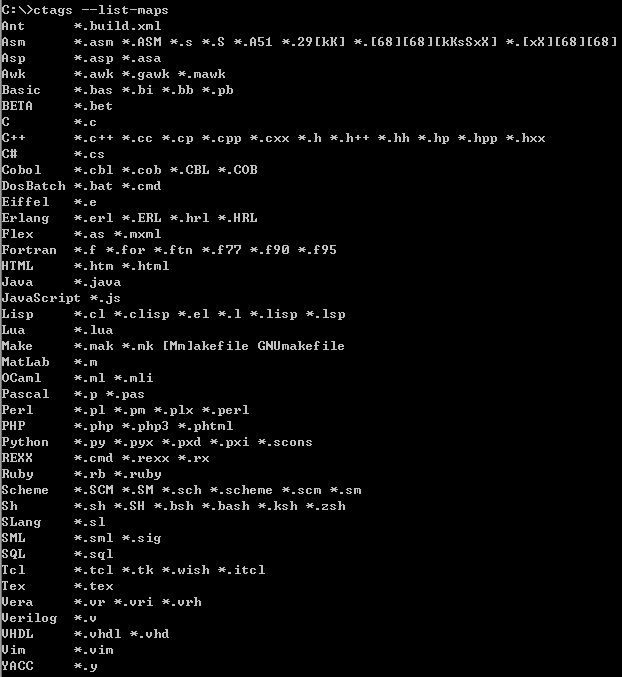 C:\>ctags --list-maps
Ant      *.build.xml
Asm      *.asm *.ASM *.s *.S *.A51 *.29[kK] *.[68][68][kKsSxX] *.[xX][68][68]
Asp      *.asp *.asa
Awk      *.awk *.gawk *.mawk
Basic    *.bas *.bi *.bb *.pb
BETA     *.bet
C        *.c
C++      *.c++ *.cc *.cp *.cpp *.cxx *.h *.h++ *.hh *.hp *.hpp *.hxx
C#       *.cs
Cobol    *.cbl *.cob *.CBL *.COB
DosBatch *.bat *.cmd
Eiffel   *.e
Erlang   *.erl *.ERL *.hrl *.HRL
Flex     *.as *.mxml
Fortran  *.f *.for *.ftn *.f77 *.f90 *.f95
HTML     *.htm *.html
Java     *.java
JavaScript *.js
Lisp     *.cl *.clisp *.el *.l *.lisp *.lsp
Lua      *.lua
Make     *.mak *.mk [Mm]akefile GNUmakefile
MatLab   *.m
OCaml    *.ml *.mli
Pascal   *.p *.pas
Perl     *.pl *.pm *.plx *.perl
PHP      *.php *.php3 *.phtml
Python   *.py *.pyx *.pxd *.pxi *.scons
REXX     *.cmd *.rexx *.rx
Ruby     *.rb *.ruby
Scheme   *.SCM *.SM *.sch *.scheme *.scm *.sm
Sh       *.sh *.SH *.bsh *.bash *.ksh *.zsh
SLang    *.sl
SML      *.sml *.sig
SQL      *.sql
Tcl      *.tcl *.tk *.wish *.itcl
Tex      *.tex
Vera     *.vr *.vri *.vrh
Verilog  *.v
VHDL     *.vhdl *.vhd
Vim      *.vim
YACC     *.y